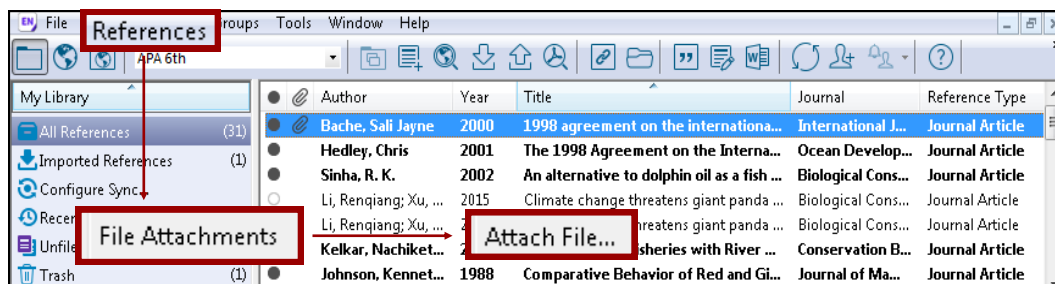 EN File References roups Tools Window Help
APA 6th
My Library Author Year Title Journal Reference Type
All References (31) Bache, Sali Jayne 2000 1998 agreement on the internationa... International J... Journal Article
Imported References (1) Hedley, Chris 2001 The 1998 Agreement on the Interna... Ocean Develop... Journal Article
Configure Sync... Sinha, R. K. 2002 An alternative to dolphin oil as a fish ... Biological Cons... Journal Article
Li, Renqiang; Xu, ... 2015 Climate change threatens giant panda ... Biological Cons... Journal Article
Recen Li, Renqiang; Xu, ... hreatens giant panda ... Biological Cons... Journal Article
File Attachments Attach File...
Unfile Kelkar, Nachiket... sheries with River ... Conservation B... Journal Article
Trash (1) Johnson, Kennet... 1988 Comparative Behavior of Red and Gi... Journal of Ma... Journal Article